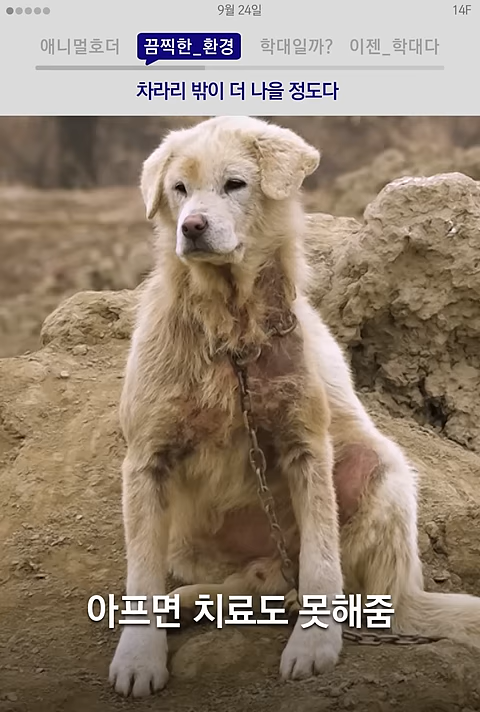 9월 24일
14F
애니멀호더 끔찍한_환경 학대일까? 이젠_학대다
차라리 밖이 더 나을 정도다
아프면 치료도 못해줌